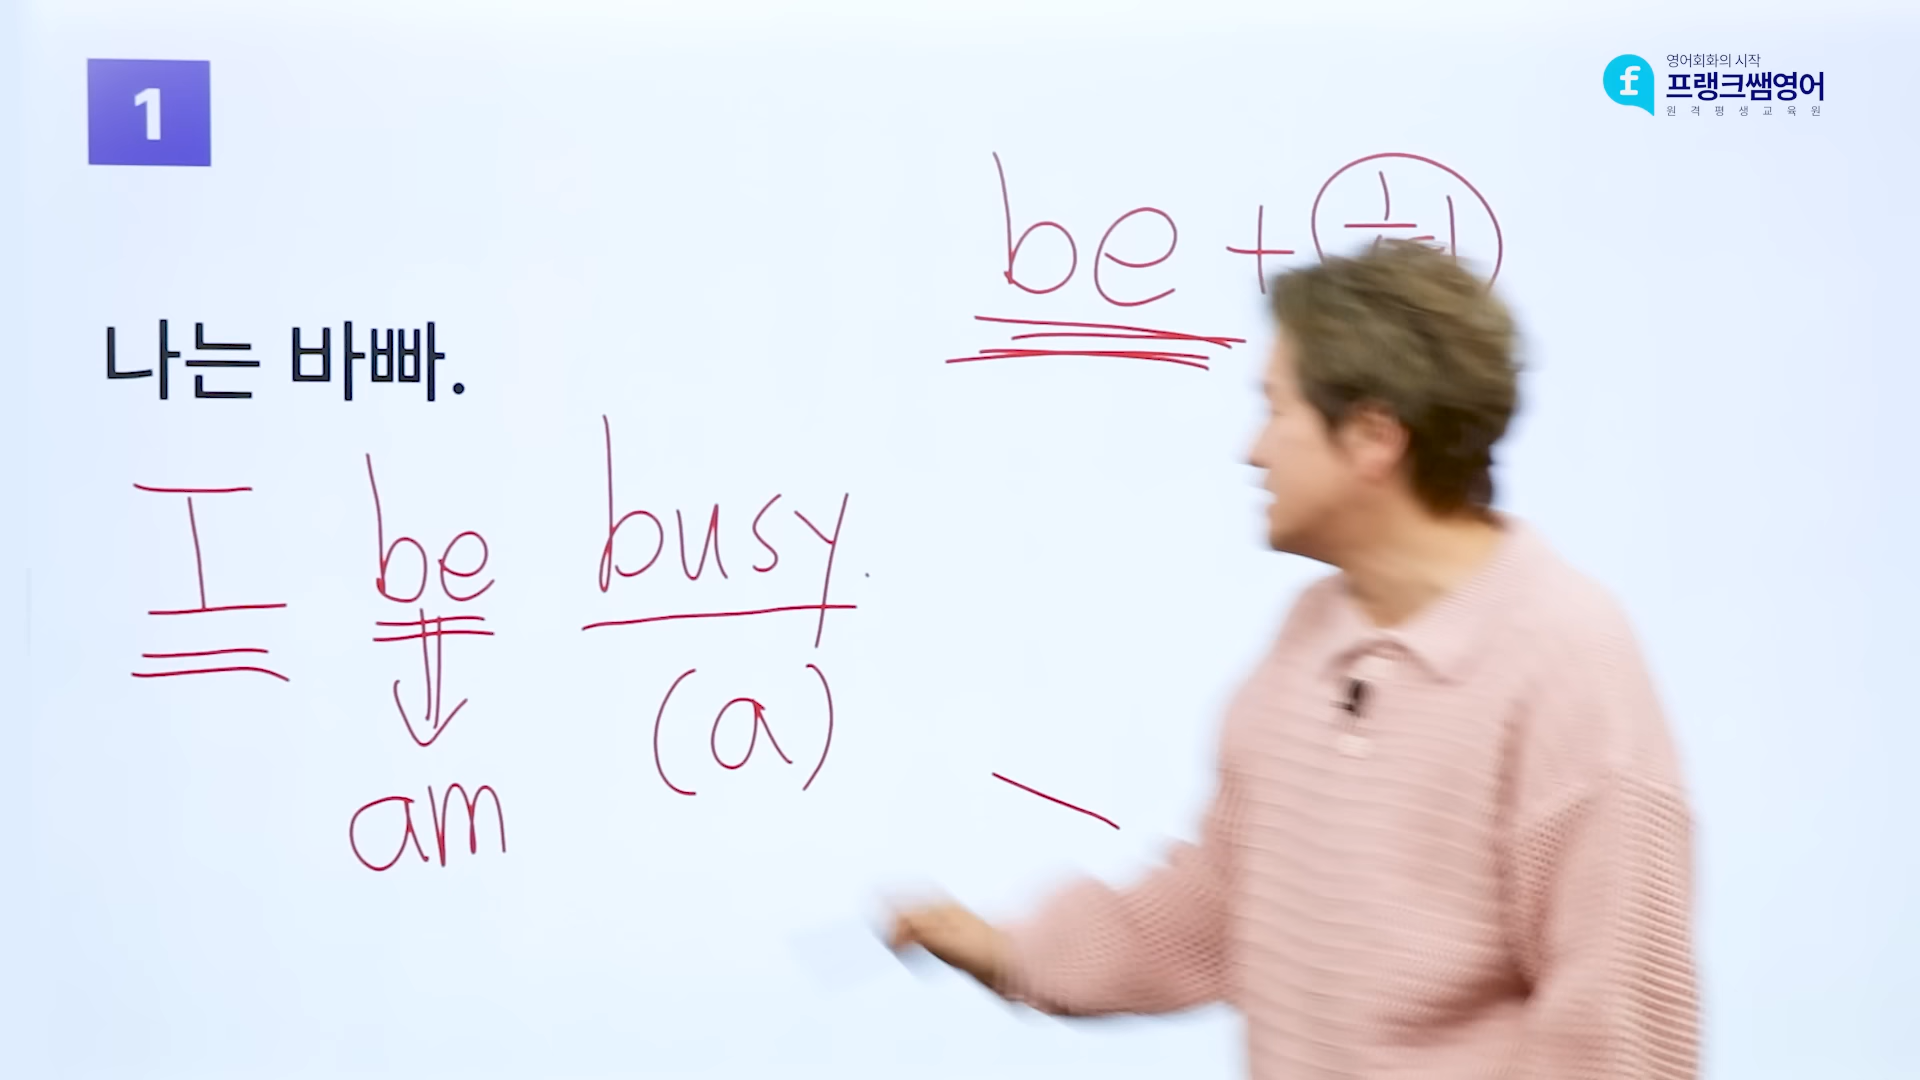 1
영어회화의 시작
프랭크쌤영어
원격평생교육원
be +
나는 바빠.
I be busy.
(a)
am